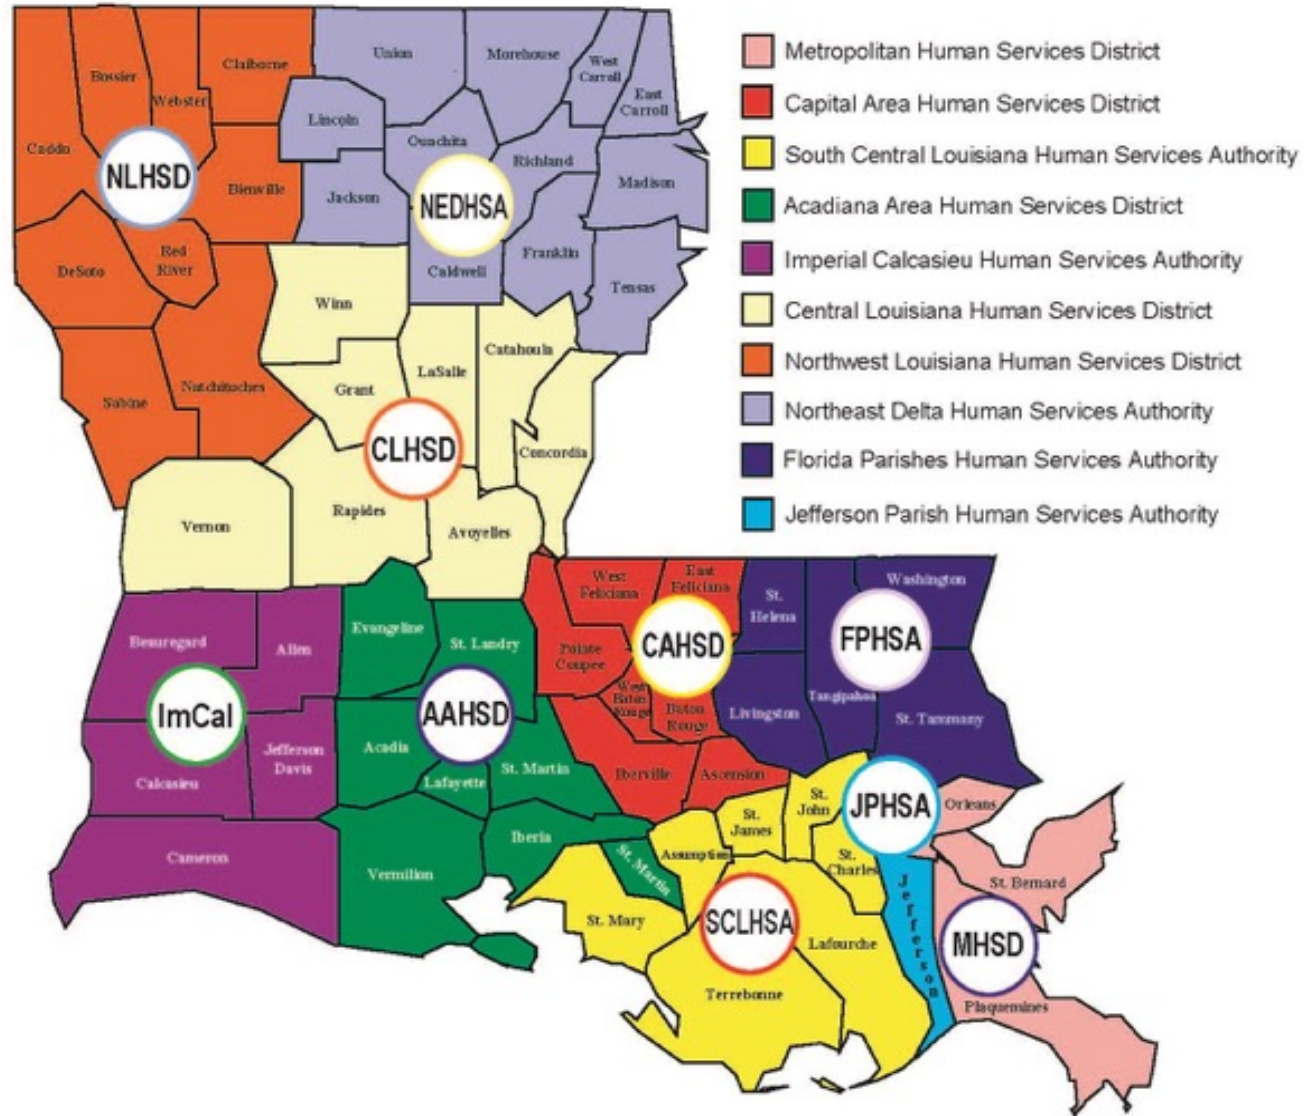 Metropolitan Human Services District
Capital Area Human Services District
South Central Louisiana Human Services Authority
Acadiana Area Human Services District
Imperial Calcasieu Human Services Authority
Central Louisiana Human Services District
Northwest Louisiana Human Services District
Northeast Delta Human Services Authority
Florida Parishes Human Services Authority
Jefferson Parish Human Services Authority
Caddo
Bossier
Webster
Claiborne
Bienville
NLHSD
DeSoto
Red
River
Sabine
Natchitoches
Union
Morehouse
West
Carroll
East
Carroll
Lincoln
Ouachita
Richland
Madison
Jackson
NEDHSA
Caldwell
Franklin
Tensas
Winn
Grant
LaSalle
Catahoula
CLHSD
Concordia
Vernon
Rapides
Avoyelles
Beauregard
Allen
ImCal
Calcasieu
Jefferson
Davis
Cameron
Evangeline
St. Landry
AAHSD
Acadia
Lafayette
St. Martin
Vermilion
Iberia
St. Martin
West
Feliciana
East
Feliciana
Pointe
Coupee
CAHSD
West
Baton
Rouge
Baton
Rouge
Iberville
Ascension
St.
Helena
Washington
FPHSA
Livingston
Tangipahoa
St. Tammany
St.
James
St.
John
St.
Charles
Assumption
St. Mary
SCLHSA
Lafourche
Terrebonne
JPHSA
Jefferson
Orleans
St. Bernard
MHSD
Plaquemines